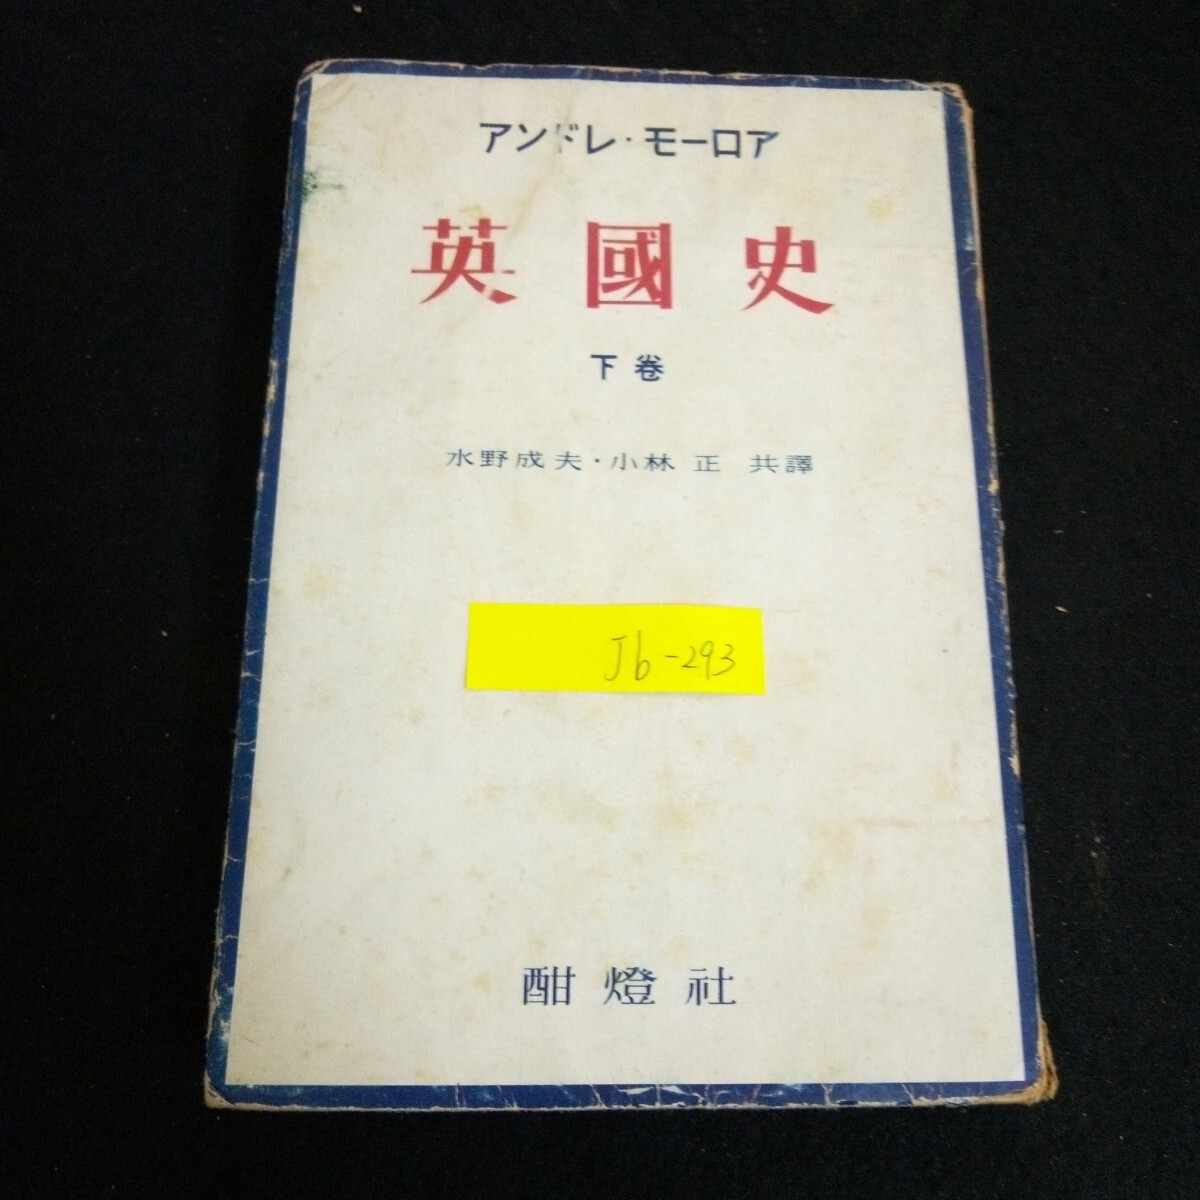 アンドレ・モーロア
英國史
下卷
水野成夫・小林正 共譯
Jb-293
酣燈社